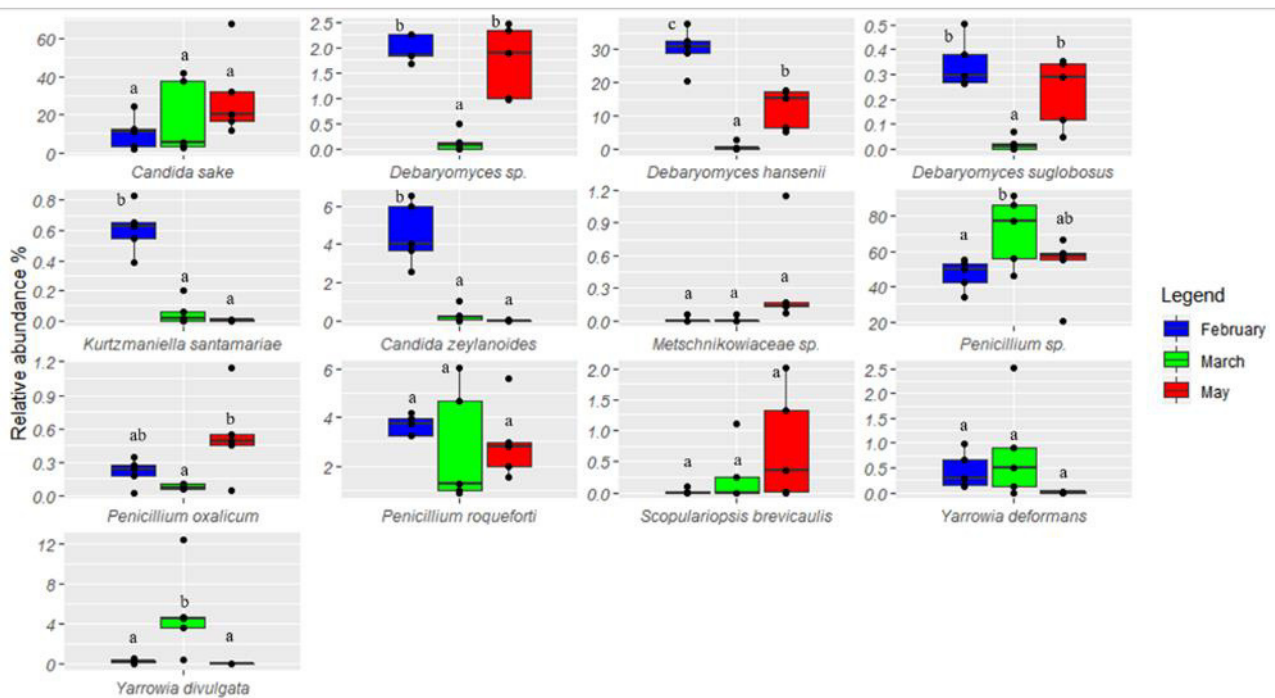 60
40
20
0
a
a
a
Candida sake
2.5
2.0
1.5
1.0
0.5
0.0
b
a
b
Debaryomyces sp.
30
20
10
0
c
a
b
Debaryomyces hansenii
0.5
0.4
0.3
0.2
0.1
0.0
b
a
b
Debaryomyces suglobosus
Relative abundance %
0.8
0.6
0.4
0.2
0.0
b
a
a
Kurtzmaniella santamariae
6
4
2
0
b
a
a
Candida zeylanoides
1.2
0.9
0.6
0.3
0.0
a
a
a
Metschnikowiaceae sp.
80
60
40
20
a
b
ab
Penicillium sp.
Legend
February
March
May
1.2
0.9
0.6
0.3
0.0
ab
a
b
Penicillium oxalicum
6
4
2
a
a
a
Penicillium roqueforti
2.0
1.5
1.0
0.5
0.0
a
a
a
Scopulariopsis brevicaulis
2.5
2.0
1.5
1.0
0.5
0.0
a
a
a
Yarrowia deformans
12
8
4
0
a
b
a
Yarrowia divulgata